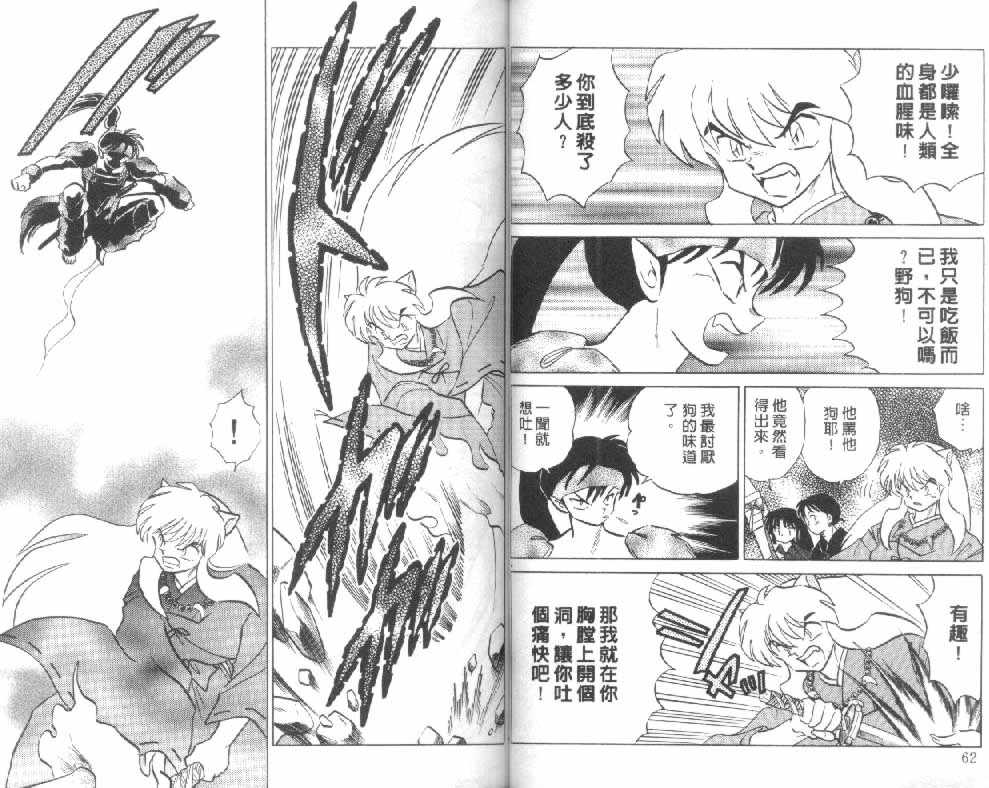 少囉嗦！全
身都是人類
的血腥味！
你到底殺了
多少人？
我只是吃飯而
已，不可以嗎
？野狗！
啥…
他罵他
狗耶！
他竟然看
得出來。
我最討厭
狗的味道
了。
一聞就
想吐！
有趣！
那我就在你
胸膛上開個
洞，讓你吐
個痛快吧！
！
62